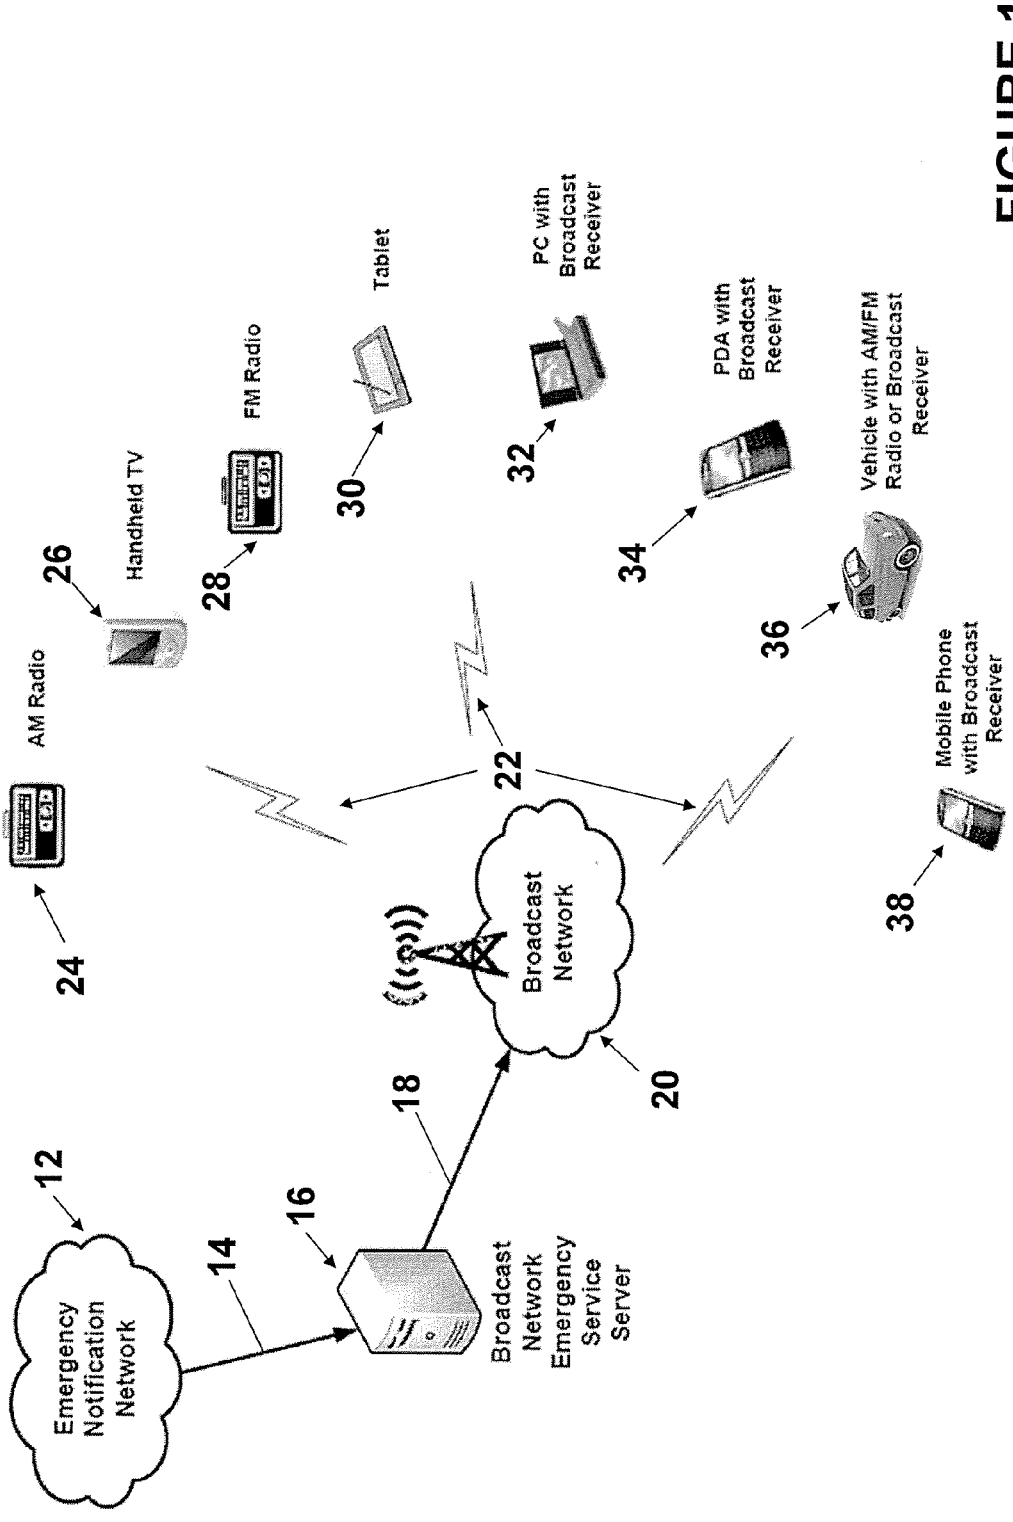 12
Emergency
Notification
Network
14
16
Broadcast
Network
Emergency
Service
Server
18
20
Broadcast
Network
22
24
AM Radio
26
Handheld TV
28
FM Radio
30
Tablet
32
PC with
Broadcast
Receiver
34
PDA with
Broadcast
Receiver
36
Vehicle with AM/FM
Radio or Broadcast
Receiver
38
Mobile Phone
with Broadcast
Receiver
FIGURE 1